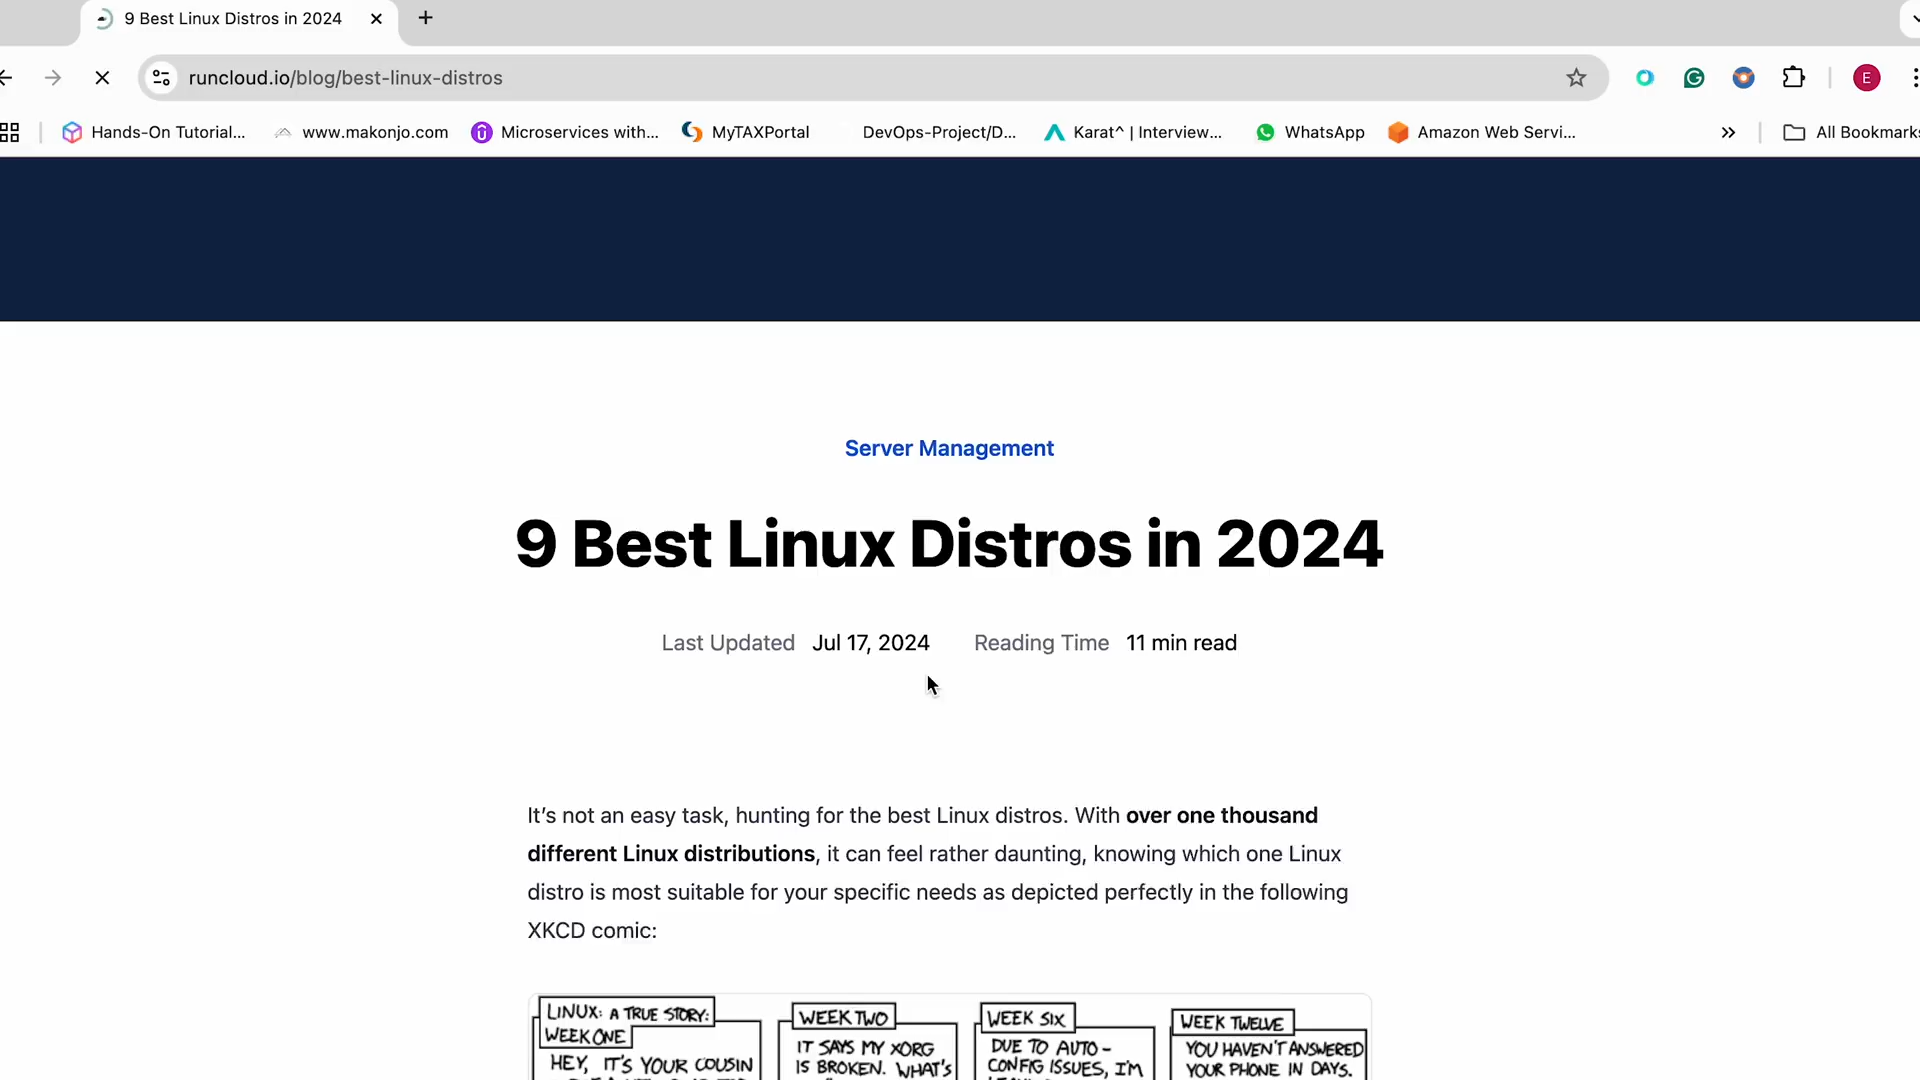 9 Best Linux Distros in 2024
runcloud.io/blog/best-linux-distros
E
Hands-On Tutorial... www.makonjo.com Microservices with... MyTAXPortal DevOps-Project/D... Karat^ | Interview... WhatsApp Amazon Web Servi... All Bookmarks
Server Management
9 Best Linux Distros in 2024
Last Updated Jul 17, 2024 Reading Time 11 min read
It's not an easy task, hunting for the best Linux distros. With over one thousand
different Linux distributions, it can feel rather daunting, knowing which one Linux
distro is most suitable for your specific needs as depicted perfectly in the following
XKCD comic:
LINUX: A TRUE STORY:
WEEK ONE
HEY, IT'S YOUR COUSIN
WEEK TWO
IT SAYS MY XORG
IS BROKEN. WHAT'S
WEEK SIX
DUE TO AUTO-
CONFIG ISSUES, I'M
WEEK TWELVE
YOU HAVEN'T ANSWERED
YOUR PHONE IN DAYS.